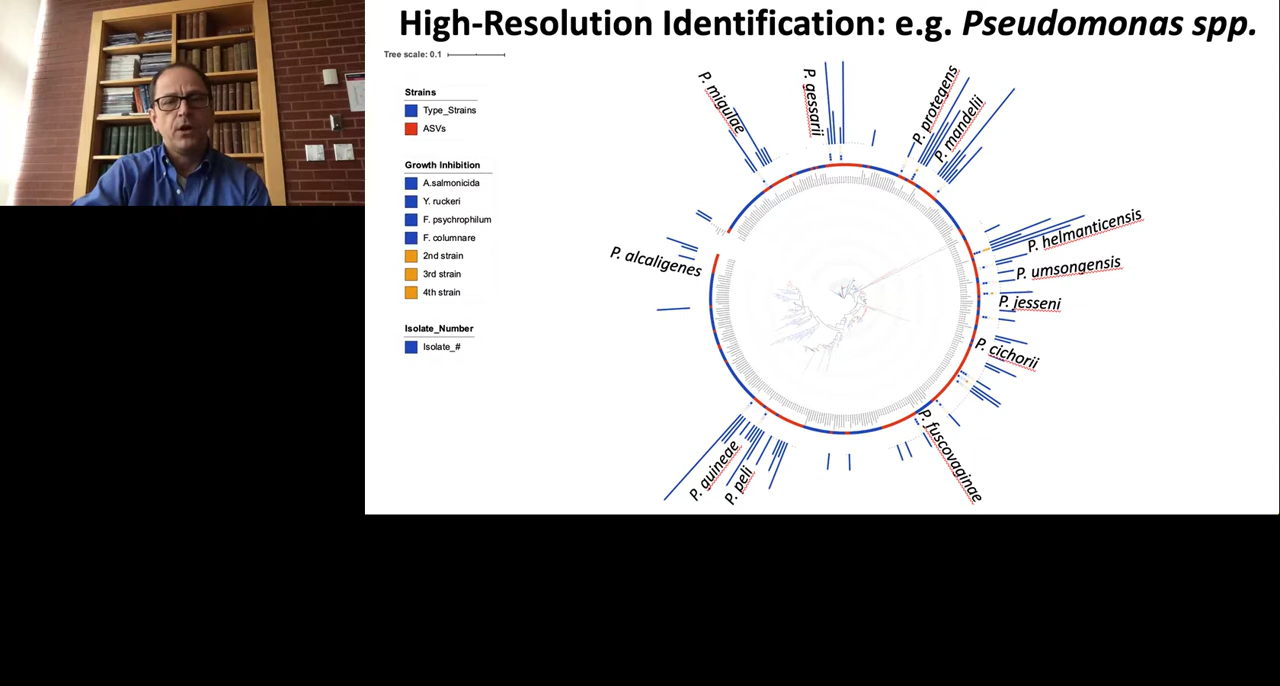 High-Resolution Identification: e.g. Pseudomonas spp.
Tree scale: 0.1
Strains
Type_Strains
ASVs
Growth Inhibition
A.salmonicida
Y. ruckeri
F. psychrophilum
F. columnare
2nd strain
3rd strain
4th strain
Isolate_Number
Isolate_#
P. migulae
P. gessarii
P. protegens
P. mandelii
P. helmanticensis
P. umsongensis
P. jesseni
P. cichorii
P. fuscovaginae
P. peli
P. guineae
P. alcaligenes